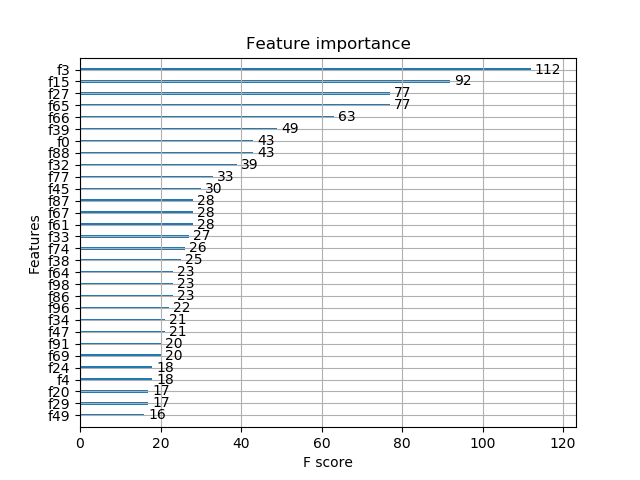 Feature importance
f3 112
f15 92
f27 77
f65 77
f66 63
f39 49
f0 43
f88 43
f32 39
f77 33
f45 30
f87 28
f67 28
f61 28
f33 27
f74 26
f38 25
f64 23
f98 23
f86 23
f96 22
f34 21
f47 21
f91 20
f69 20
f24 18
f4 18
f20 17
f29 17
f49 16
Features
0 20 40 60 80 100 120
F score